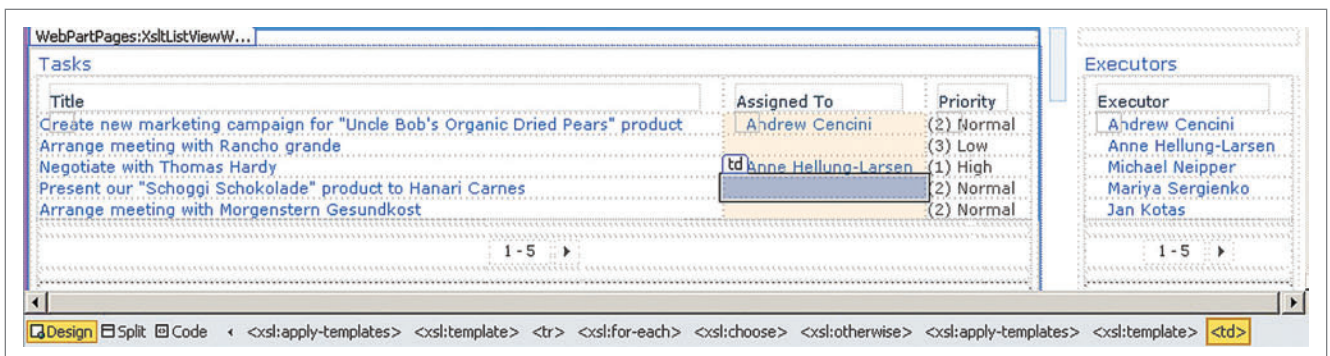 WebPartPages:XsltListViewW...
Tasks
Executors
Title Assigned To Priority Executor
Create new marketing campaign for "Uncle Bob's Organic Dried Pears" product Andrew Cencini (2) Normal Andrew Cencini
Arrange meeting with Rancho grande (3) Low Anne Hellung-Larsen
Negotiate with Thomas Hardy td Anne Hellung-Larsen (1) High Michael Neipper
Present our "Schoggi Schokolade" product to Hanari Carnes (2) Normal Mariya Sergienko
Arrange meeting with Morgenstern Gesundkost (2) Normal Jan Kotas
1 - 5 1 - 5
Design Split Code <xsl:apply-templates> <xsl:template> <tr> <xsl:for-each> <xsl:choose> <xsl:otherwise> <xsl:apply-templates> <xsl:template> <td>